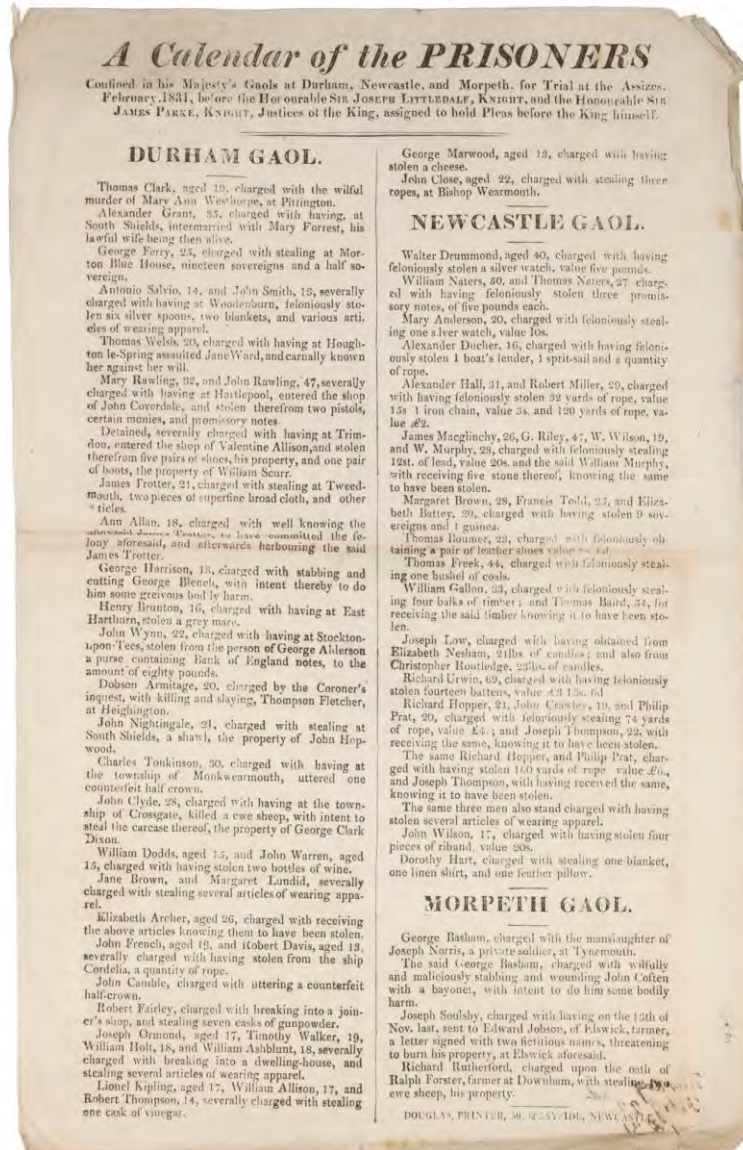 A Calendar of the PRISONERS
Confined in his Majesty's Gaols at Durham, Newcastle, and Morpeth, for Trial at the Assizes,
February, 1831, before the Honourable SIR JOSEPH LITTLEDALE, KNIGHT, and the Honourable SIR
JAMES PARKE, KNIGHT, Justices of the King, assigned to hold Pleas before the King himself.
DURHAM GAOL.
Thomas Clark, aged 19, charged with the wilful
murder of Mary Ann Westhorpe, at Pittington.
Alexander Grant, 35, charged with having, at
South Shields, intermarried with Mary Forrest, his
lawful wife being then alive.
George Ferry, 25, charged with stealing at Mor-
ton Blue House, nineteen sovereigns and a half so-
vereign.
Antonio Salvio, 14, and John Smith, 13, severally
charged with having at Woodenburn, feloniously sto-
len six silver spoons, two blankets, and various arti-
cles of wearing apparel.
Thomas Welsh, 20, charged with having at Hough-
ton le-Spring assaulted Jane Ward, and carnally known
her against her will.
Mary Rawling, 32, and John Rawling, 47, severally
charged with having at Hartlepool, entered the shop
of John Coverdale, and stolen therefrom two pistols,
certain monies, and promissory notes
Detained, severally charged with having at Trim-
don, entered the shop of Valentine Allison, and stolen
therefrom five pairs of shoes, his property, and one pair
of boots, the property of William Scurr.
James Trotter, 21, charged with stealing at Tweed-
mouth, two pieces of superfine broad cloth, and other
ticles.
Ann Allan, 18, charged with well knowing the
aforesaid James Trotter, to have committed the fe-
lony aforesaid, and afterwards harbouring the said
James Trotter.
George Harrison, 18, charged with stabbing and
cutting George Blench, with intent thereby to do
him some greivous bodily harm.
Henry Brunton, 16, charged with having at East
Hartburn, stolen a grey mare.
John Wynn, 22, charged with having at Stockton-
upon-Tees, stolen from the person of George Alderson
a purse containing Bank of England notes, to the
amount of eighty pounds.
Dobson Armitage, 20, charged by the Coroner's
inquest, with killing and slaying, Thompson Fletcher,
at Heighington.
John Nightingale, 21, charged with stealing at
South Shields, a shawl, the property of John Hop-
wood.
Charles Tonkinson, 30, charged with having at
the township of Monkwearmouth, uttered one
counterfeit half crown.
John Clyde, 28, charged with having at the town-
ship of Crossgate, killed a ewe sheep, with intent to
steal the carcase thereof, the property of George Clark
Dixon.
William Dodds, aged 15, and John Warren, aged
15, charged with having stolen two bottles of wine.
Jane Brown, and Margaret Lundid, severally
charged with stealing several articles of wearing appa-
rel.
Elizabeth Archer, aged 26, charged with receiving
the above articles knowing them to have been stolen.
John French, aged 19, and Robert Davis, aged 13,
severally charged with having stolen from the ship
Cordelia, a quantity of rope.
John Camble, charged with uttering a counterfeit
half-crown.
Robert Fairley, charged with breaking into a join-
er's shop, and stealing seven casks of gunpowder.
Joseph Ormond, aged 17, Timothy Walker, 19,
William Holt, 18, and William Ashblunt, 18, severally
charged with breaking into a dwelling-house, and
stealing several articles of wearing apparel.
Lionel Kipling, aged 17, William Allison, 17, and
Robert Thompson, 14, severally charged with stealing
one cask of vinegar.
George Marwood, aged 13, charged with having
stolen a cheese.
John Close, aged 22, charged with stealing three
ropes, at Bishop Wearmouth.
NEWCASTLE GAOL.
Walter Drummond, aged 40, charged with having
feloniously stolen a silver watch, value five pounds.
William Naters, 50, and Thomas Naters, 27 charg-
ed with having feloniously stolen three promis-
sory notes, of five pounds each.
Mary Anderson, 20, charged with feloniously steal-
ing one silver watch, value 10s.
Alexander Ducher, 16, charged with having feloni-
ously stolen 1 boat's fender, 1 sprit-sail and a quantity
of rope.
Alexander Hall, 31, and Robert Miller, 29, charged
with having feloniously stolen 32 yards of rope, value
15s 1 iron chain, value 3s. and 120 yards of rope, va-
lue £2.
James Macglinchy, 26, G. Riley, 47, W. Wilson, 19,
and W. Murphy, 28, charged with feloniously stealing
12st. of lead, value 20s. and the said William Murphy,
with receiving five stone thereof, knowing the same
to have been stolen.
Margaret Brown, 28, Francis Todd, 27, and Eliza-
beth Battey, 20, charged with having stolen 9 sov-
ereigns and 1 guinea.
Thomas Boumer, 23, charged with feloniously ob-
taining a pair of leather shoes value
Thomas Freek, 44, charged with feloniously steal-
ing one bushel of coals.
William Gallon, 23, charged with feloniously steal-
ing four balks of timber; and Thomas Baird, 54, for
receiving the said timber knowing it to have been sto-
len.
Joseph Low, charged with having obtained from
Elizabeth Nesham, 21lbs of candles; and also from
Christopher Routledge, 23lbs. of candles.
Richard Urwin, 69, charged with having feloniously
stolen fourteen battens, value £3 15s. 6d
Richard Hopper, 21, John Crawley, 19, and Philip
Prat, 20, charged with feloniously stealing 74 yards
of rope, value £4.; and Joseph Thompson, 22, with
receiving the same, knowing it to have been stolen.
The same Richard Hopper, and Philip Prat, char-
ged with having stolen 160 yards of rope value £6.,
and Joseph Thompson, with having received the same,
knowing it to have been stolen.
The same three men also stand charged with having
stolen several articles of wearing apparel.
John Wilson, 17, charged with having stolen four
pieces of riband, value 20s.
Dorothy Hart, charged with stealing one blanket,
one linen shirt, and one feather pillow.
MORPETH GAOL.
George Basham, charged with the manslaughter of
Joseph Norris, a private soldier, at Tynemouth.
The said George Basham, charged with wilfully
and maliciously stabbing and wounding John Coften
with a bayonet, with intent to do him some bodily
harm.
Joseph Soulsby, charged with having on the 15th of
Nov. last, sent to Edward Jobson, of Elswick, farmer,
a letter signed with two fictitious names, threatening
to burn his property, at Elswick aforesaid.
Richard Rutherford, charged upon the oath of
Ralph Forster, farmer at Downham, with stealing two
ewe sheep, his property.
DOUGLAS, PRINTER, 50, QUAYSIDE, NEWCASTLE